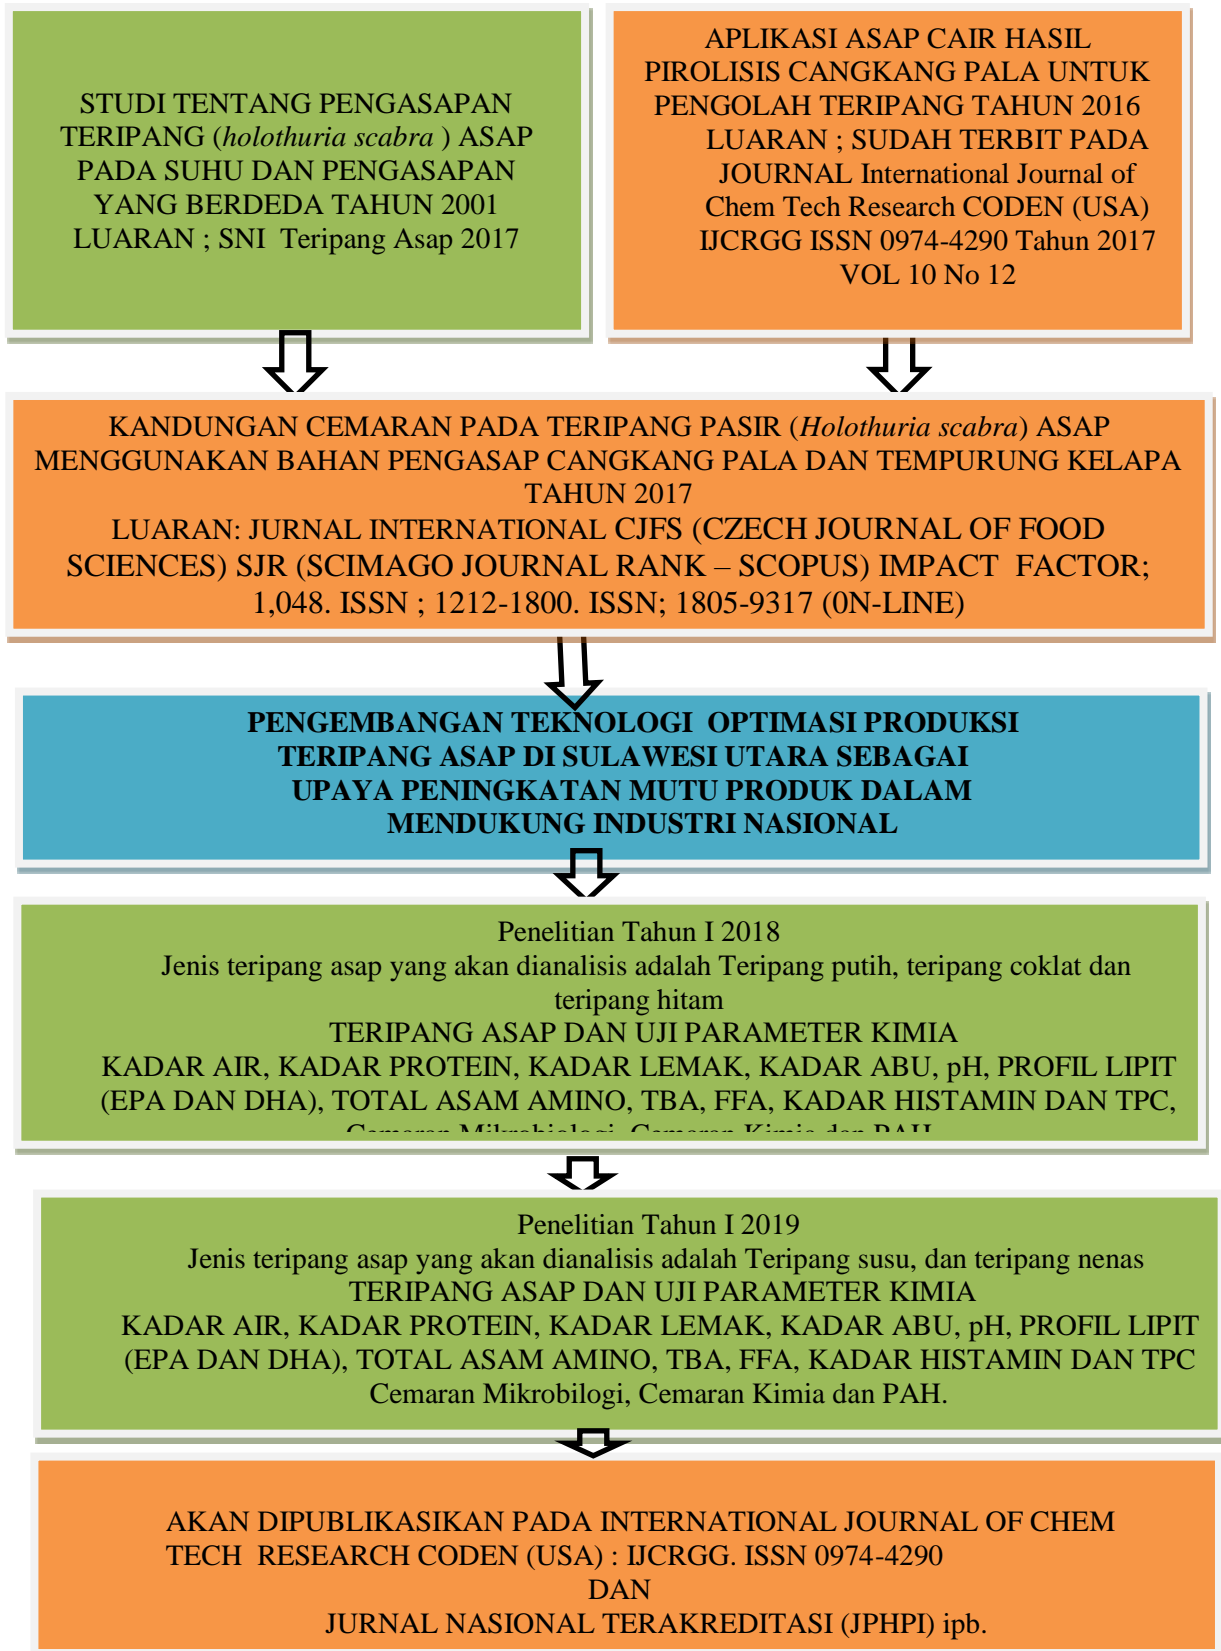 STUDI TENTANG PENGASAPAN
TERIPANG (holothuria scabra ) ASAP
PADA SUHU DAN PENGASAPAN
YANG BERDEDA TAHUN 2001
LUARAN ; SNI Teripang Asap 2017
APLIKASI ASAP CAIR HASIL
PIROLISIS CANGKANG PALA UNTUK
PENGOLAH TERIPANG TAHUN 2016
LUARAN ; SUDAH TERBIT PADA
JOURNAL International Journal of
Chem Tech Research CODEN (USA)
IJCRGG ISSN 0974-4290 Tahun 2017
VOL 10 No 12
KANDUNGAN CEMARAN PADA TERIPANG PASIR (Holothuria scabra) ASAP
MENGGUNAKAN BAHAN PENGASAP CANGKANG PALA DAN TEMPURUNG KELAPA
TAHUN 2017
LUARAN: JURNAL INTERNATIONAL CJFS (CZECH JOURNAL OF FOOD
SCIENCES) SJR (SCIMAGO JOURNAL RANK – SCOPUS) IMPACT FACTOR;
1,048. ISSN ; 1212-1800. ISSN; 1805-9317 (0N-LINE)
PENGEMBANGAN TEKNOLOGI OPTIMASI PRODUKSI
TERIPANG ASAP DI SULAWESI UTARA SEBAGAI
UPAYA PENINGKATAN MUTU PRODUK DALAM
MENDUKUNG INDUSTRI NASIONAL
Penelitian Tahun I 2018
Jenis teripang asap yang akan dianalisis adalah Teripang putih, teripang coklat dan
teripang hitam
TERIPANG ASAP DAN UJI PARAMETER KIMIA
KADAR AIR, KADAR PROTEIN, KADAR LEMAK, KADAR ABU, pH, PROFIL LIPIT
(EPA DAN DHA), TOTAL ASAM AMINO, TBA, FFA, KADAR HISTAMIN DAN TPC,
Cemaran Mikrobiologi, Cemaran Kimia dan PAH
Penelitian Tahun I 2019
Jenis teripang asap yang akan dianalisis adalah Teripang susu, dan teripang nenas
TERIPANG ASAP DAN UJI PARAMETER KIMIA
KADAR AIR, KADAR PROTEIN, KADAR LEMAK, KADAR ABU, pH, PROFIL LIPIT
(EPA DAN DHA), TOTAL ASAM AMINO, TBA, FFA, KADAR HISTAMIN DAN TPC
Cemaran Mikrobilogi, Cemaran Kimia dan PAH.
AKAN DIPUBLIKASIKAN PADA INTERNATIONAL JOURNAL OF CHEM
TECH RESEARCH CODEN (USA) : IJCRGG. ISSN 0974-4290
DAN
JURNAL NASIONAL TERAKREDITASI (JPHPI) ipb.